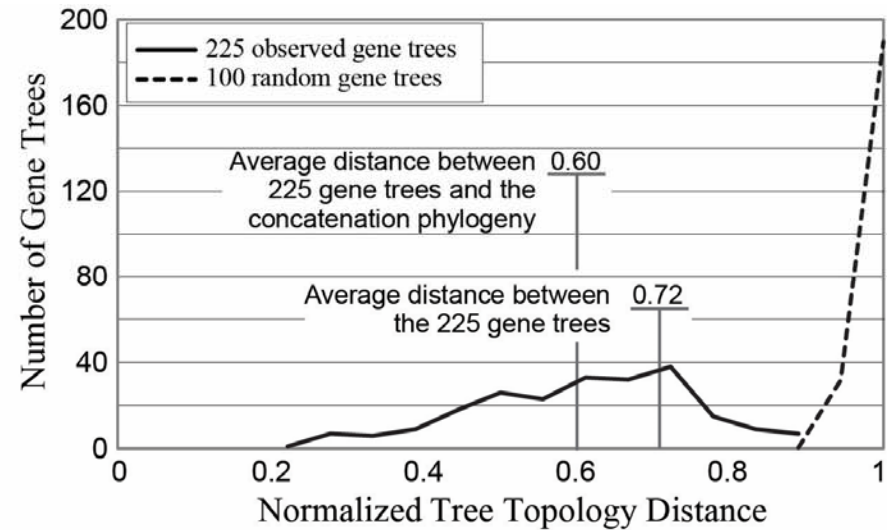 200
160
120
80
40
0
Number of Gene Trees
225 observed gene trees
100 random gene trees
Average distance between
225 gene trees and the
concatenation phylogeny
0.60
Average distance between
the 225 gene trees
0.72
0 0.2 0.4 0.6 0.8 1
Normalized Tree Topology Distance